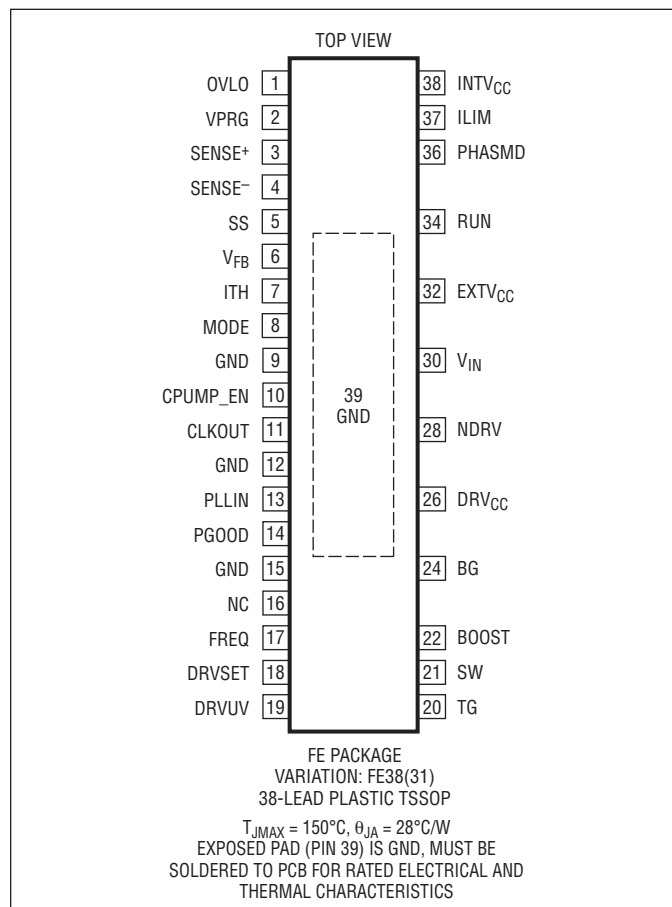 TOP VIEW
OVLO 1
VPRG 2
SENSE+ 3
SENSE– 4
SS 5
VFB 6
ITH 7
MODE 8
GND 9
CPUMP_EN 10
CLKOUT 11
GND 12
PLLIN 13
PGOOD 14
GND 15
NC 16
FREQ 17
DRVSET 18
DRVUV 19
38 INTVCC
37 ILIM
36 PHASMD
34 RUN
32 EXTVCC
30 VIN
28 NDRV
26 DRVCC
24 BG
22 BOOST
21 SW
20 TG
39
GND
FE PACKAGE
VARIATION: FE38(31)
38-LEAD PLASTIC TSSOP
TJMAX = 150°C, θJA = 28°C/W
EXPOSED PAD (PIN 39) IS GND, MUST BE
SOLDERED TO PCB FOR RATED ELECTRICAL AND
THERMAL CHARACTERISTICS